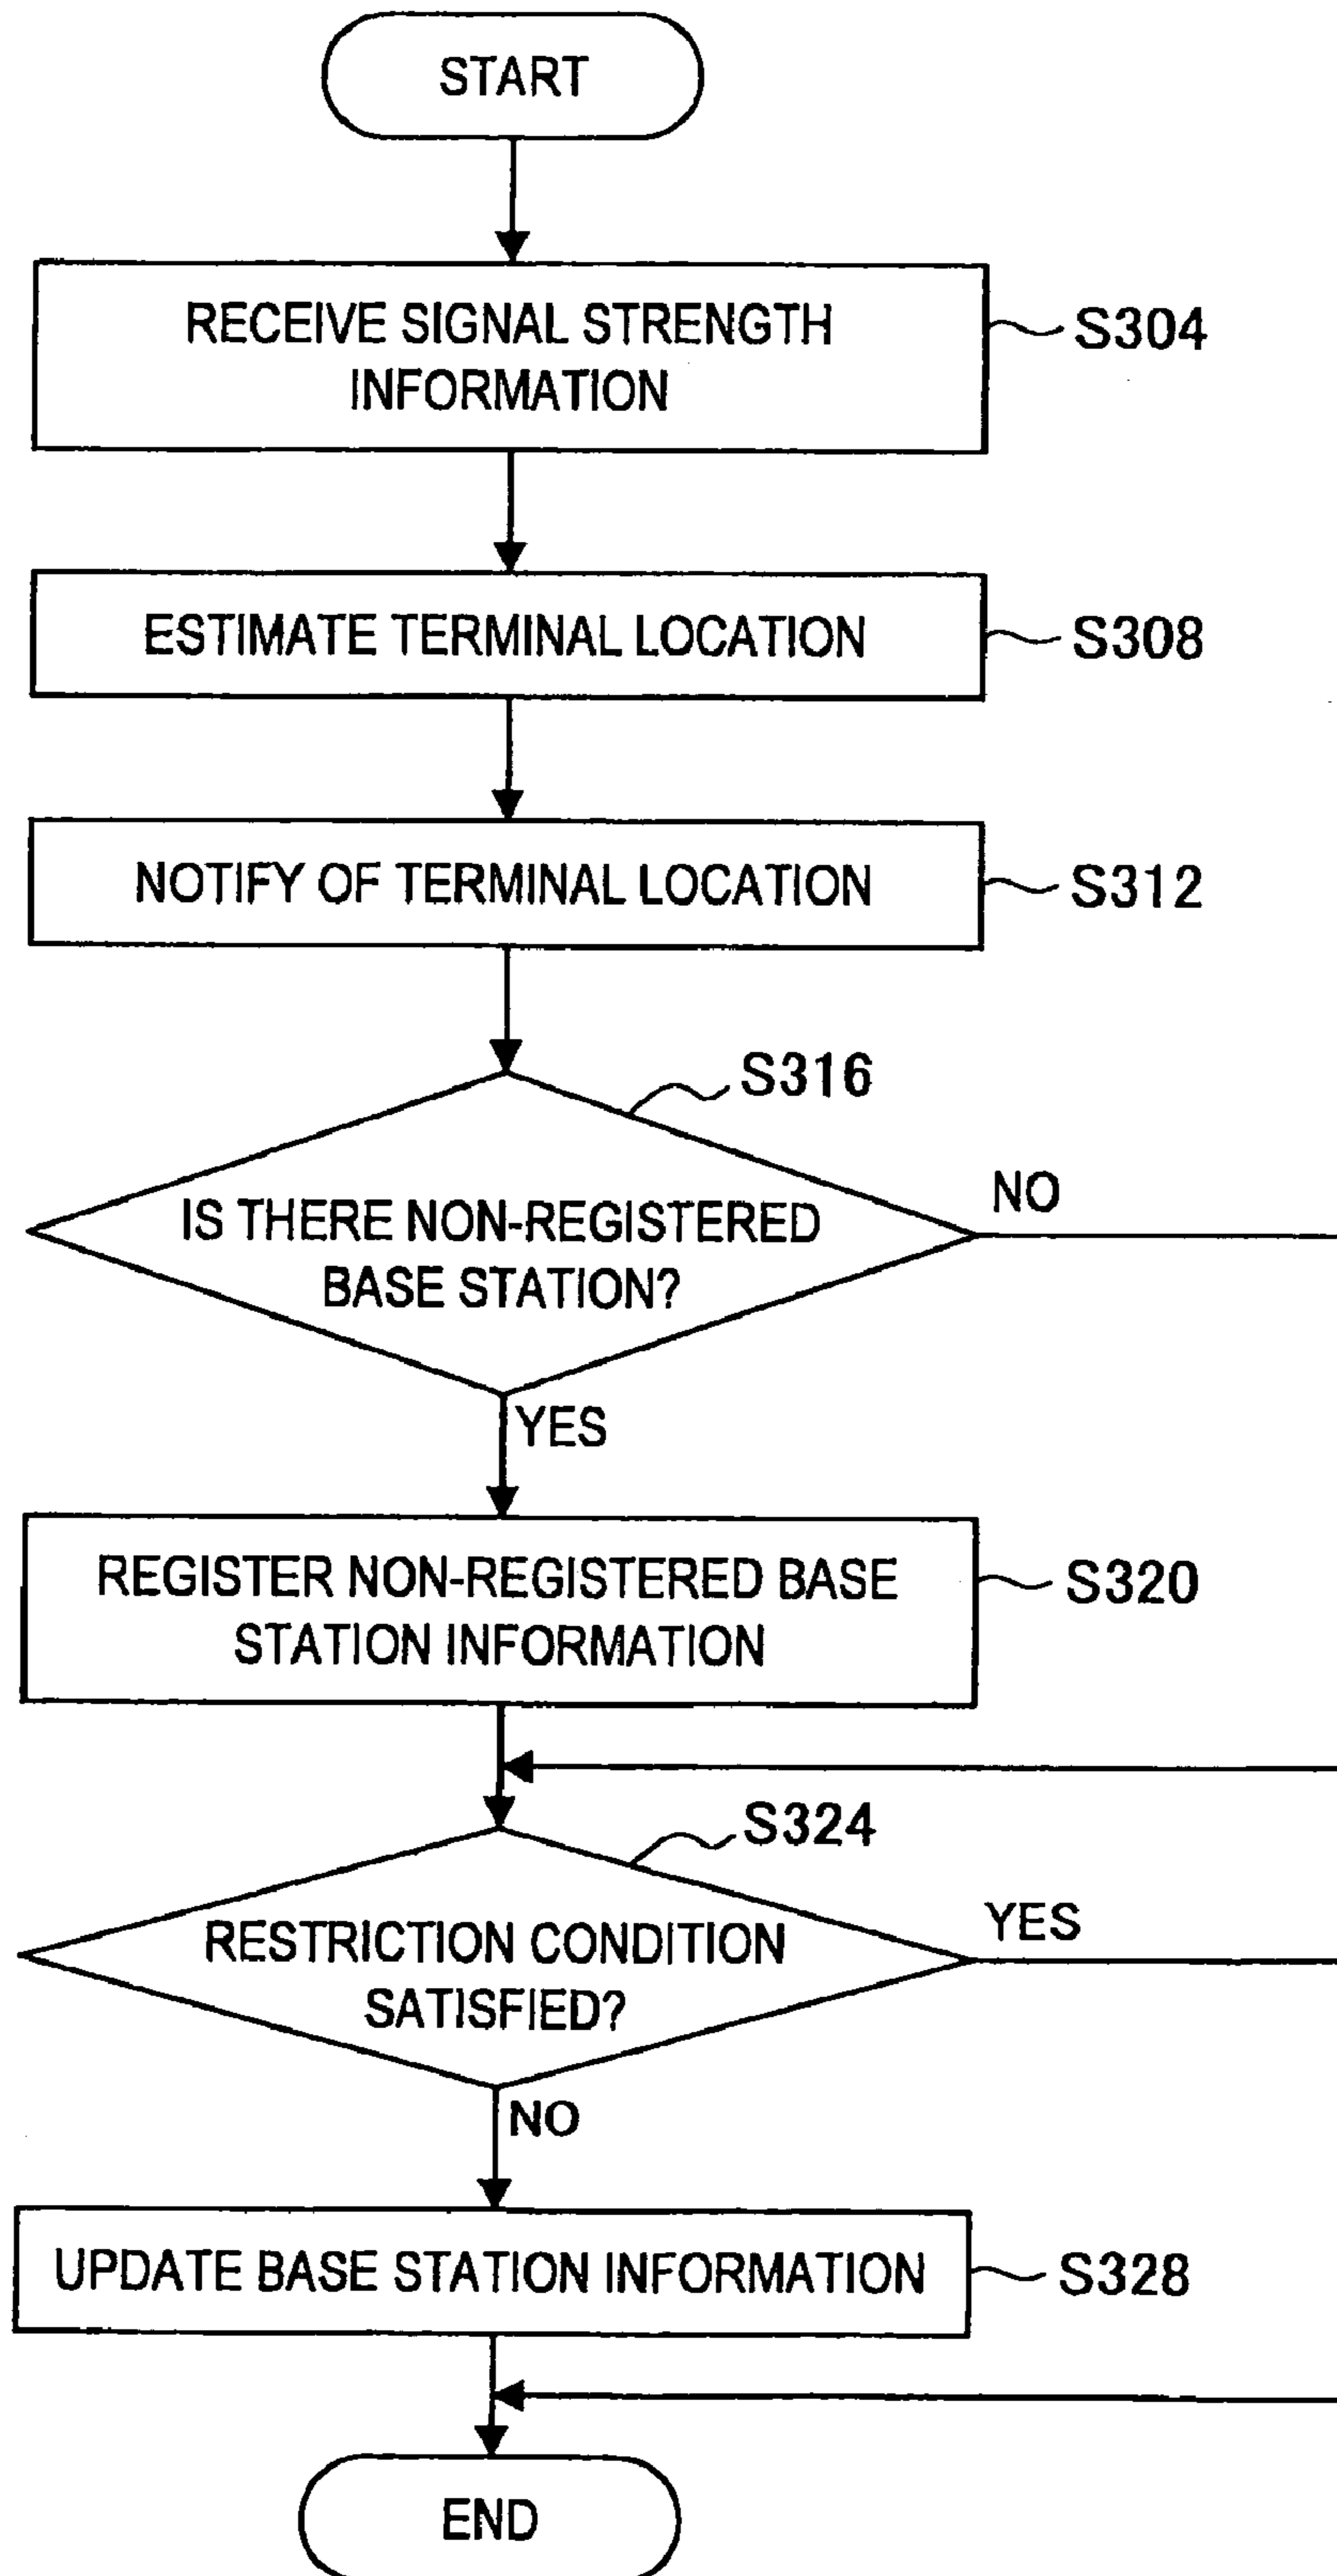 START
RECEIVE SIGNAL STRENGTH
INFORMATION
S304
ESTIMATE TERMINAL LOCATION
S308
NOTIFY OF TERMINAL LOCATION
S312
S316
IS THERE NON-REGISTERED
BASE STATION?
NO
YES
REGISTER NON-REGISTERED BASE
STATION INFORMATION
S320
S324
RESTRICTION CONDITION
SATISFIED?
YES
NO
UPDATE BASE STATION INFORMATION
S328
END